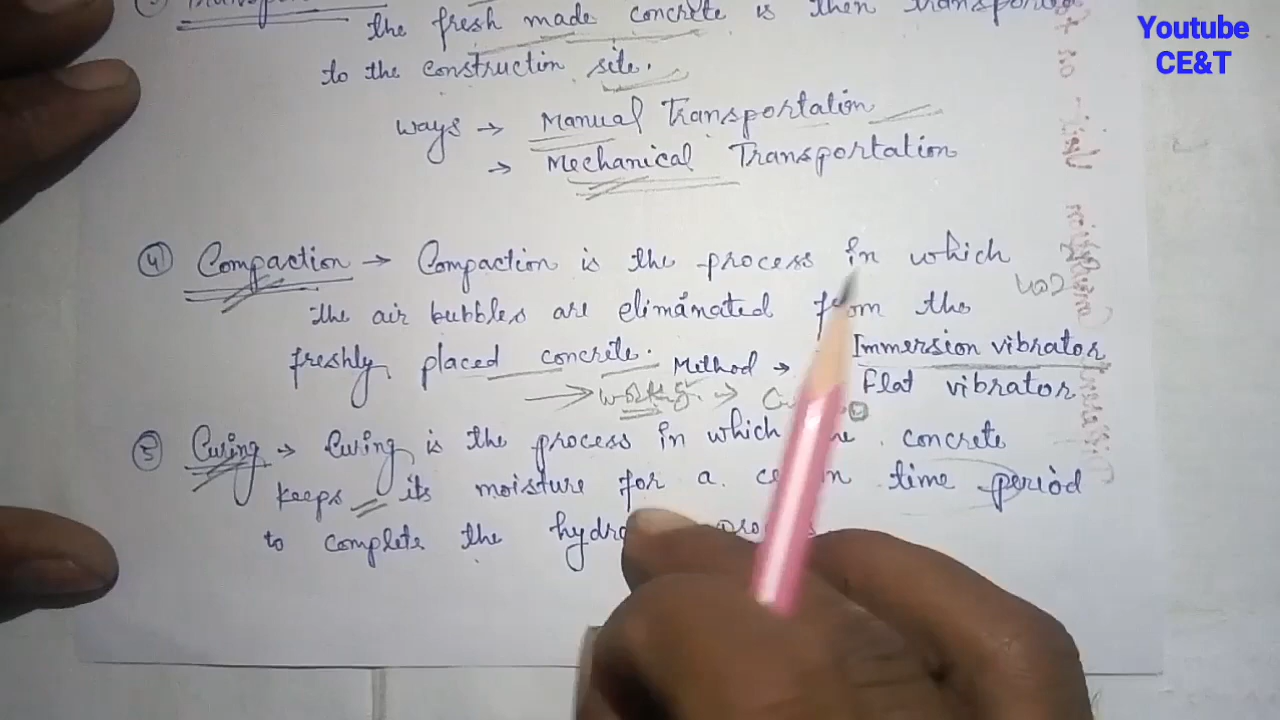 Youtube
CE&T
the fresh made concrete is then
to the construction site.
ways → Manual Transportation
→ Mechanical Transportation
④ Compaction → Compaction is the process in which
the air bubbles are elimanated from the
freshly placed concrete. Method → Immersion vibrator
Flat vibrator
⑤ Curing → Curing is the process in which concrete
keeps its moisture for a time period
to complete the